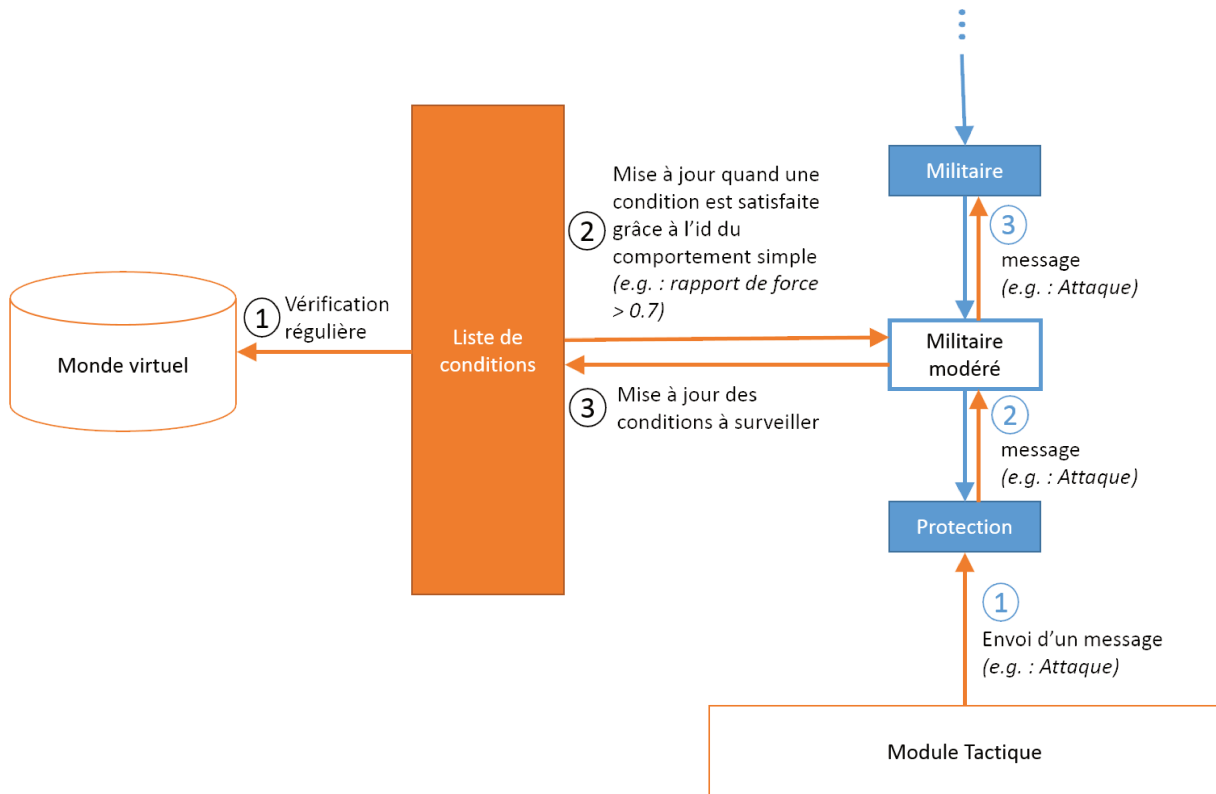 Monde virtuel
1
Vérification
régulière
Liste de
conditions
2
Mise à jour quand une
condition est satisfaite
grâce à l'id du
comportement simple
(e.g. : rapport de force
> 0.7)
3
Mise à jour des
conditions à surveiller
Militaire
3
message
(e.g. : Attaque)
Militaire
modéré
2
message
(e.g. : Attaque)
Protection
1
Envoi d'un message
(e.g. : Attaque)
Module Tactique